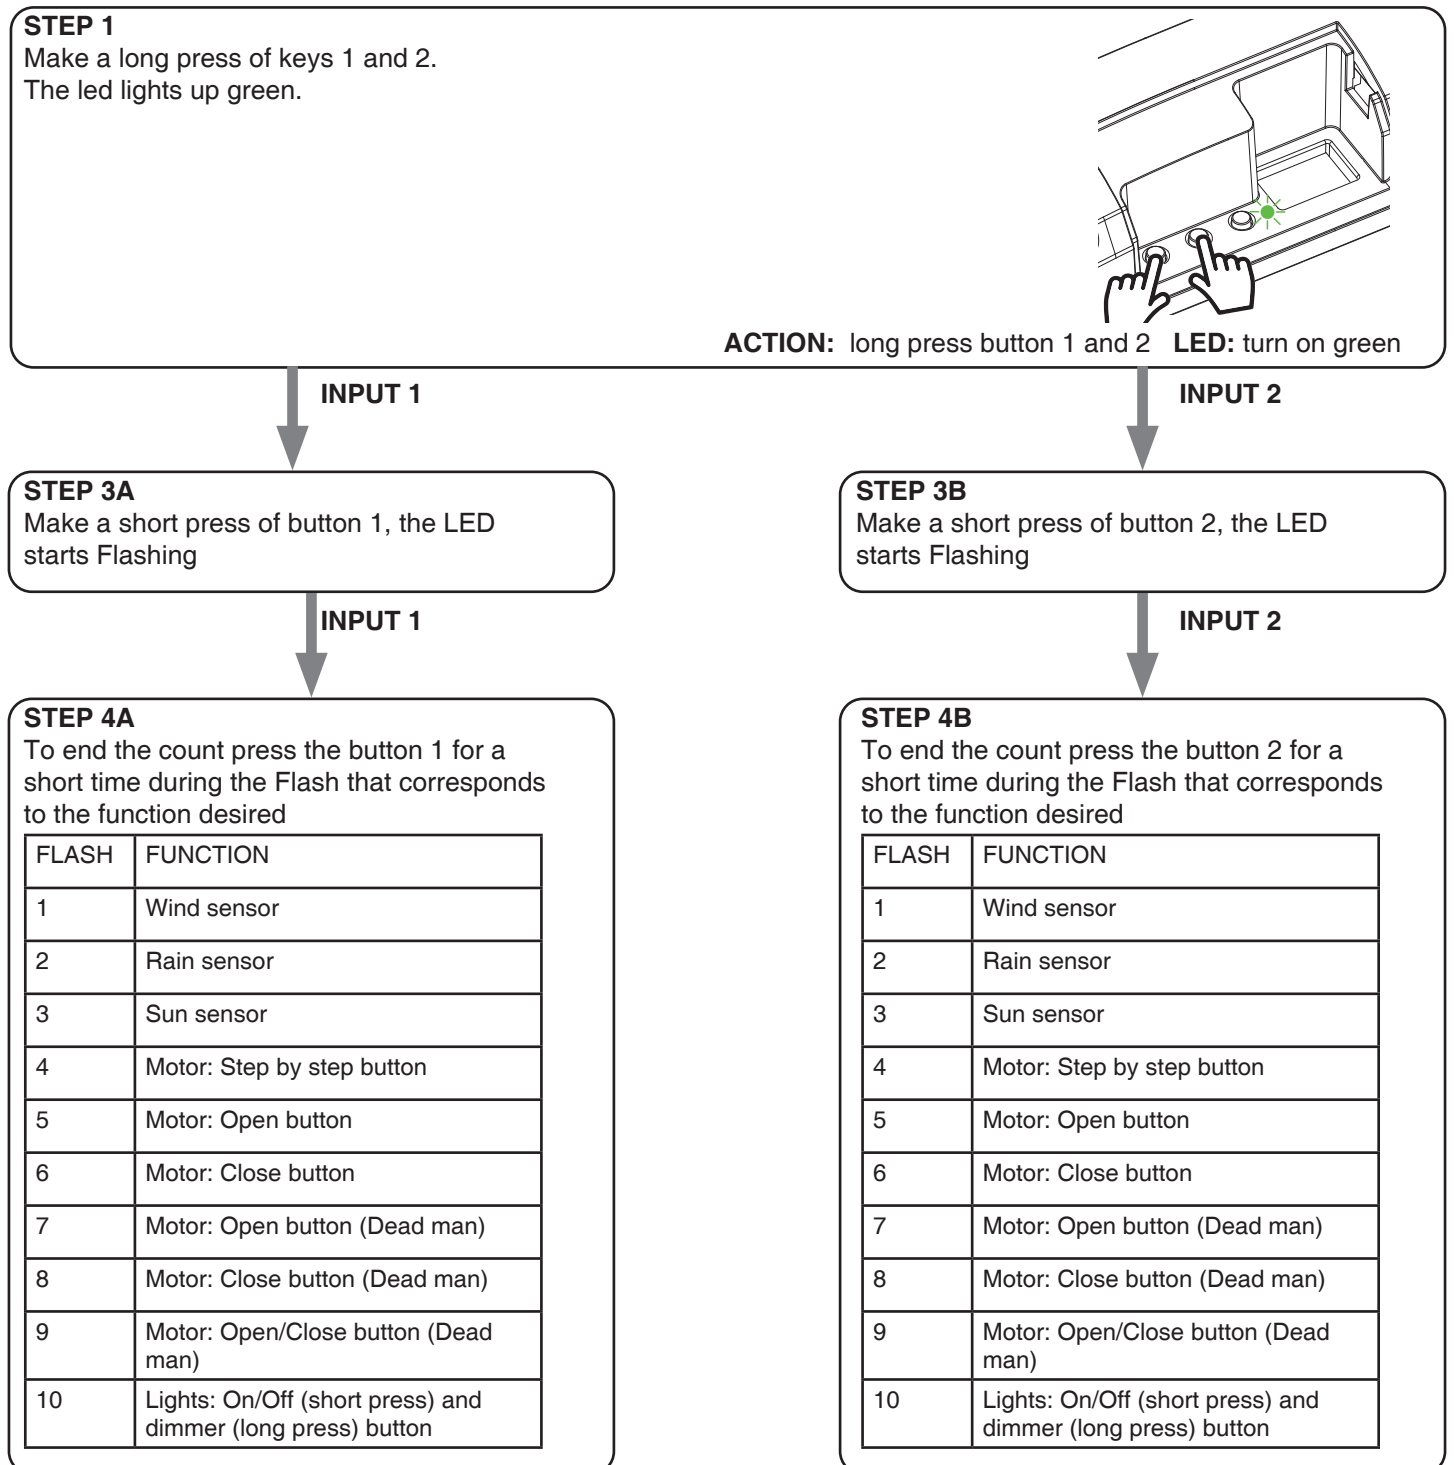 STEP 1
Make a long press of keys 1 and 2.
The led lights up green.
ACTION: long press button 1 and 2 LED: turn on green
INPUT 1
INPUT 2
STEP 3A
Make a short press of button 1, the LED
starts Flashing
STEP 3B
Make a short press of button 2, the LED
starts Flashing
INPUT 1
INPUT 2
STEP 4A
To end the count press the button 1 for a
short time during the Flash that corresponds
to the function desired
FLASH FUNCTION
1 Wind sensor
2 Rain sensor
3 Sun sensor
4 Motor: Step by step button
5 Motor: Open button
6 Motor: Close button
7 Motor: Open button (Dead man)
8 Motor: Close button (Dead man)
9 Motor: Open/Close button (Dead
man)
10 Lights: On/Off (short press) and
dimmer (long press) button
STEP 4B
To end the count press the button 2 for a
short time during the Flash that corresponds
to the function desired
FLASH FUNCTION
1 Wind sensor
2 Rain sensor
3 Sun sensor
4 Motor: Step by step button
5 Motor: Open button
6 Motor: Close button
7 Motor: Open button (Dead man)
8 Motor: Close button (Dead man)
9 Motor: Open/Close button (Dead
man)
10 Lights: On/Off (short press) and
dimmer (long press) button